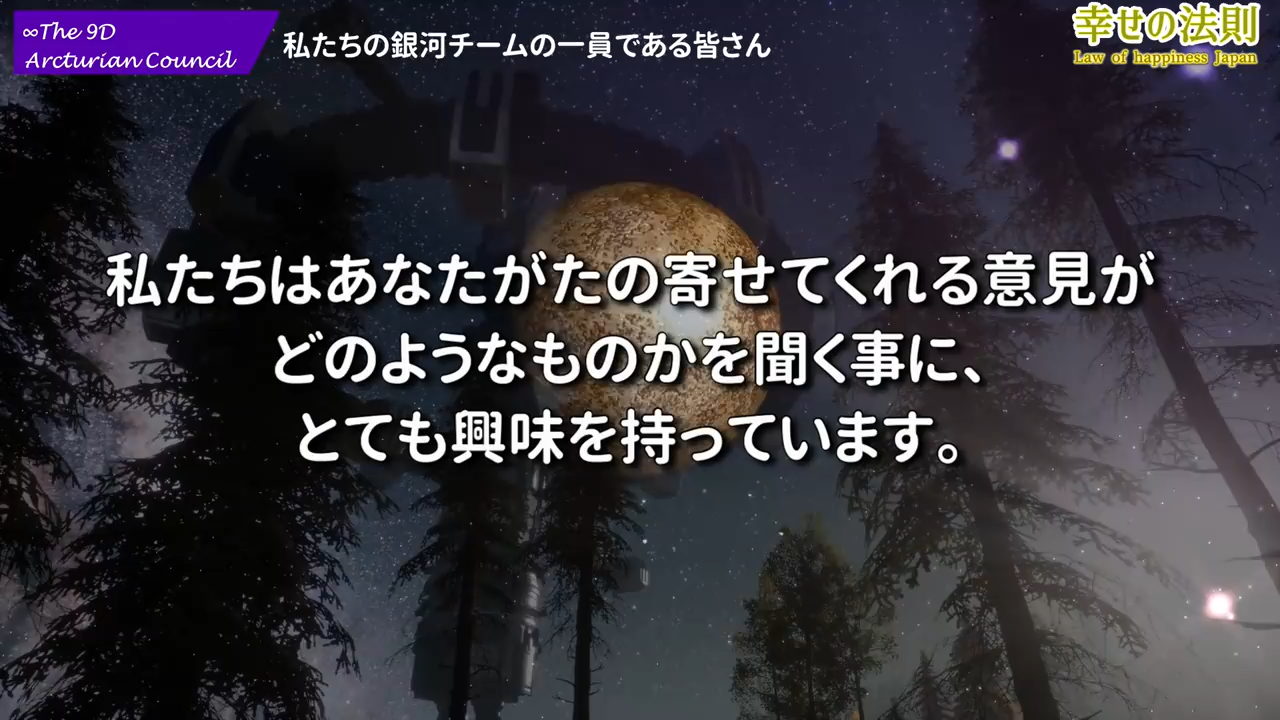 ∞The 9D
Arcturian Council
私たちの銀河チームの一員である皆さん
幸せの法則
Law of happiness Japan
私たちはあなたがたの寄せてくれる意見が
どのようなものかを聞く事に、
とても興味を持っています。